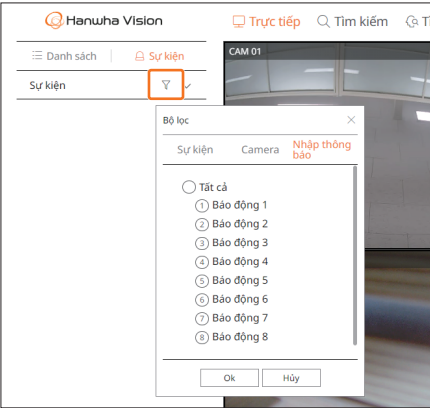 Hanwha Vision
Trực tiếp
Tìm kiếm
Danh sách
Sự kiện
CAM 01
Sự kiện
Bộ lọc
Sự kiện
Camera
Nhập thông
báo
Tất cả
1 Báo động 1
2 Báo động 2
3 Báo động 3
4 Báo động 4
5 Báo động 5
6 Báo động 6
7 Báo động 7
8 Báo động 8
Ok
Hủy